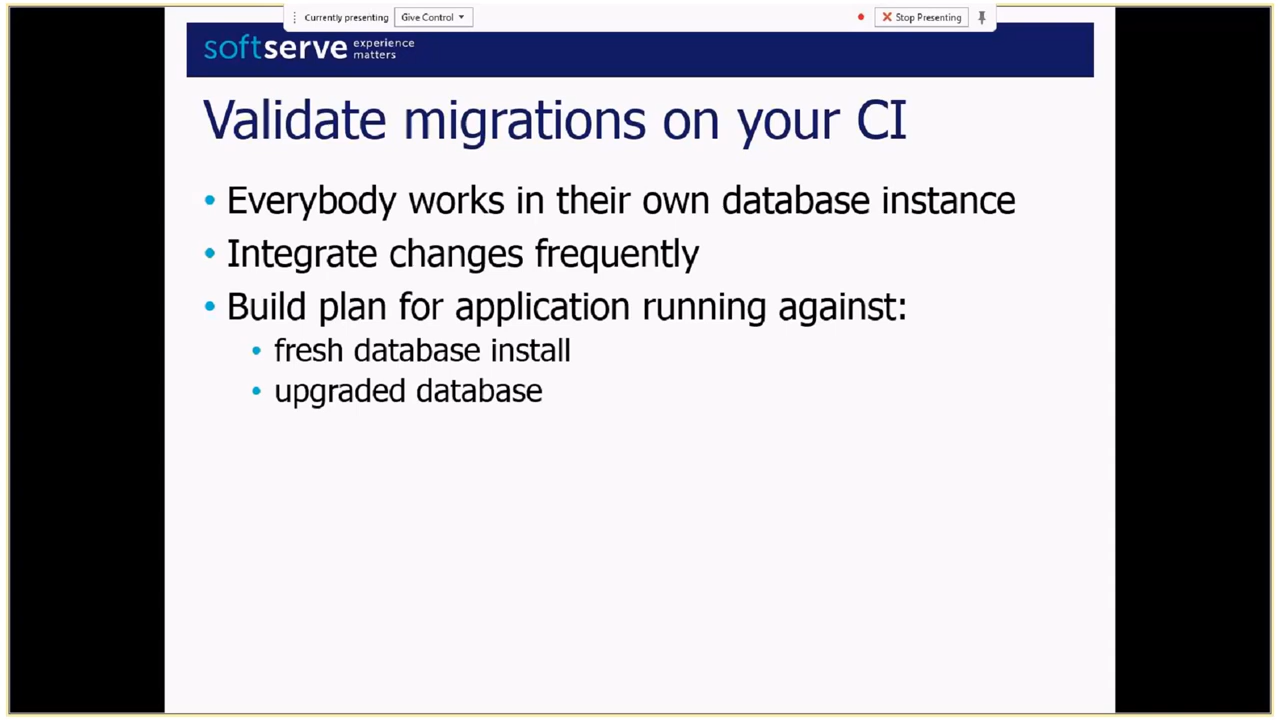 Currently presenting Give Control Stop Presenting
softserve experience matters
Validate migrations on your CI
• Everybody works in their own database instance
• Integrate changes frequently
• Build plan for application running against:
• fresh database install
• upgraded database